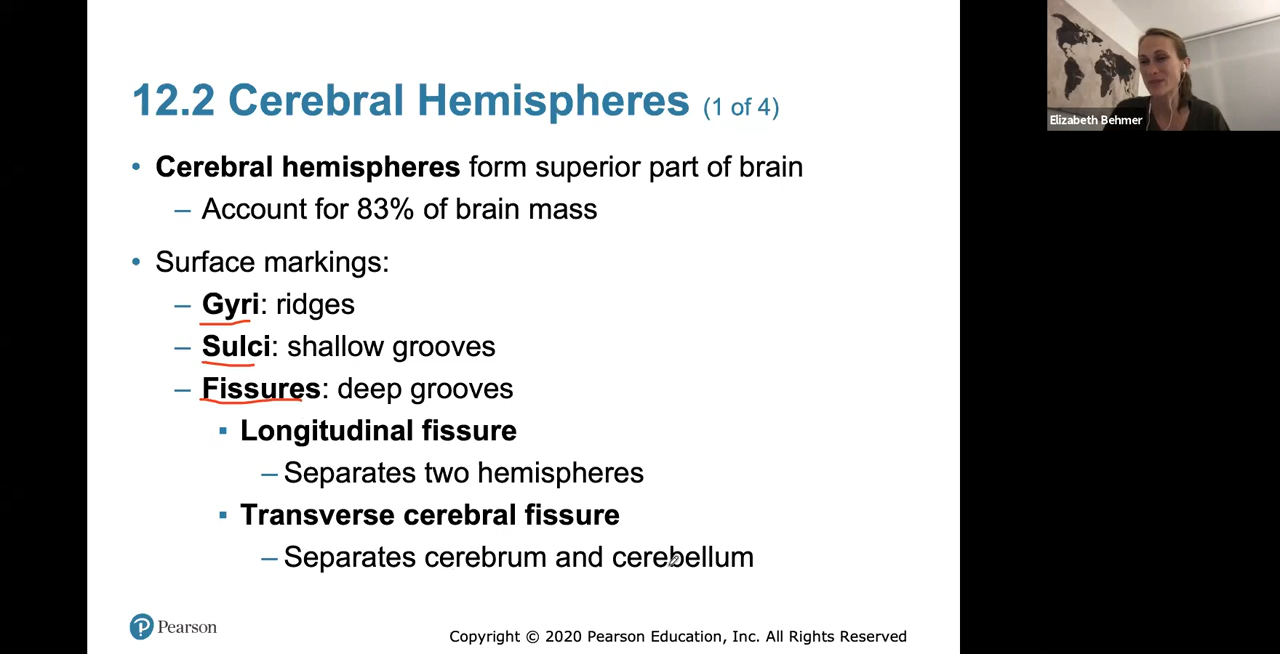 12.2 Cerebral Hemispheres (1 of 4)
• Cerebral hemispheres form superior part of brain
– Account for 83% of brain mass
• Surface markings:
– Gyri: ridges
– Sulci: shallow grooves
– Fissures: deep grooves
▪ Longitudinal fissure
– Separates two hemispheres
▪ Transverse cerebral fissure
– Separates cerebrum and cerebellum
Pearson
Copyright © 2020 Pearson Education, Inc. All Rights Reserved
Elizabeth Behmer